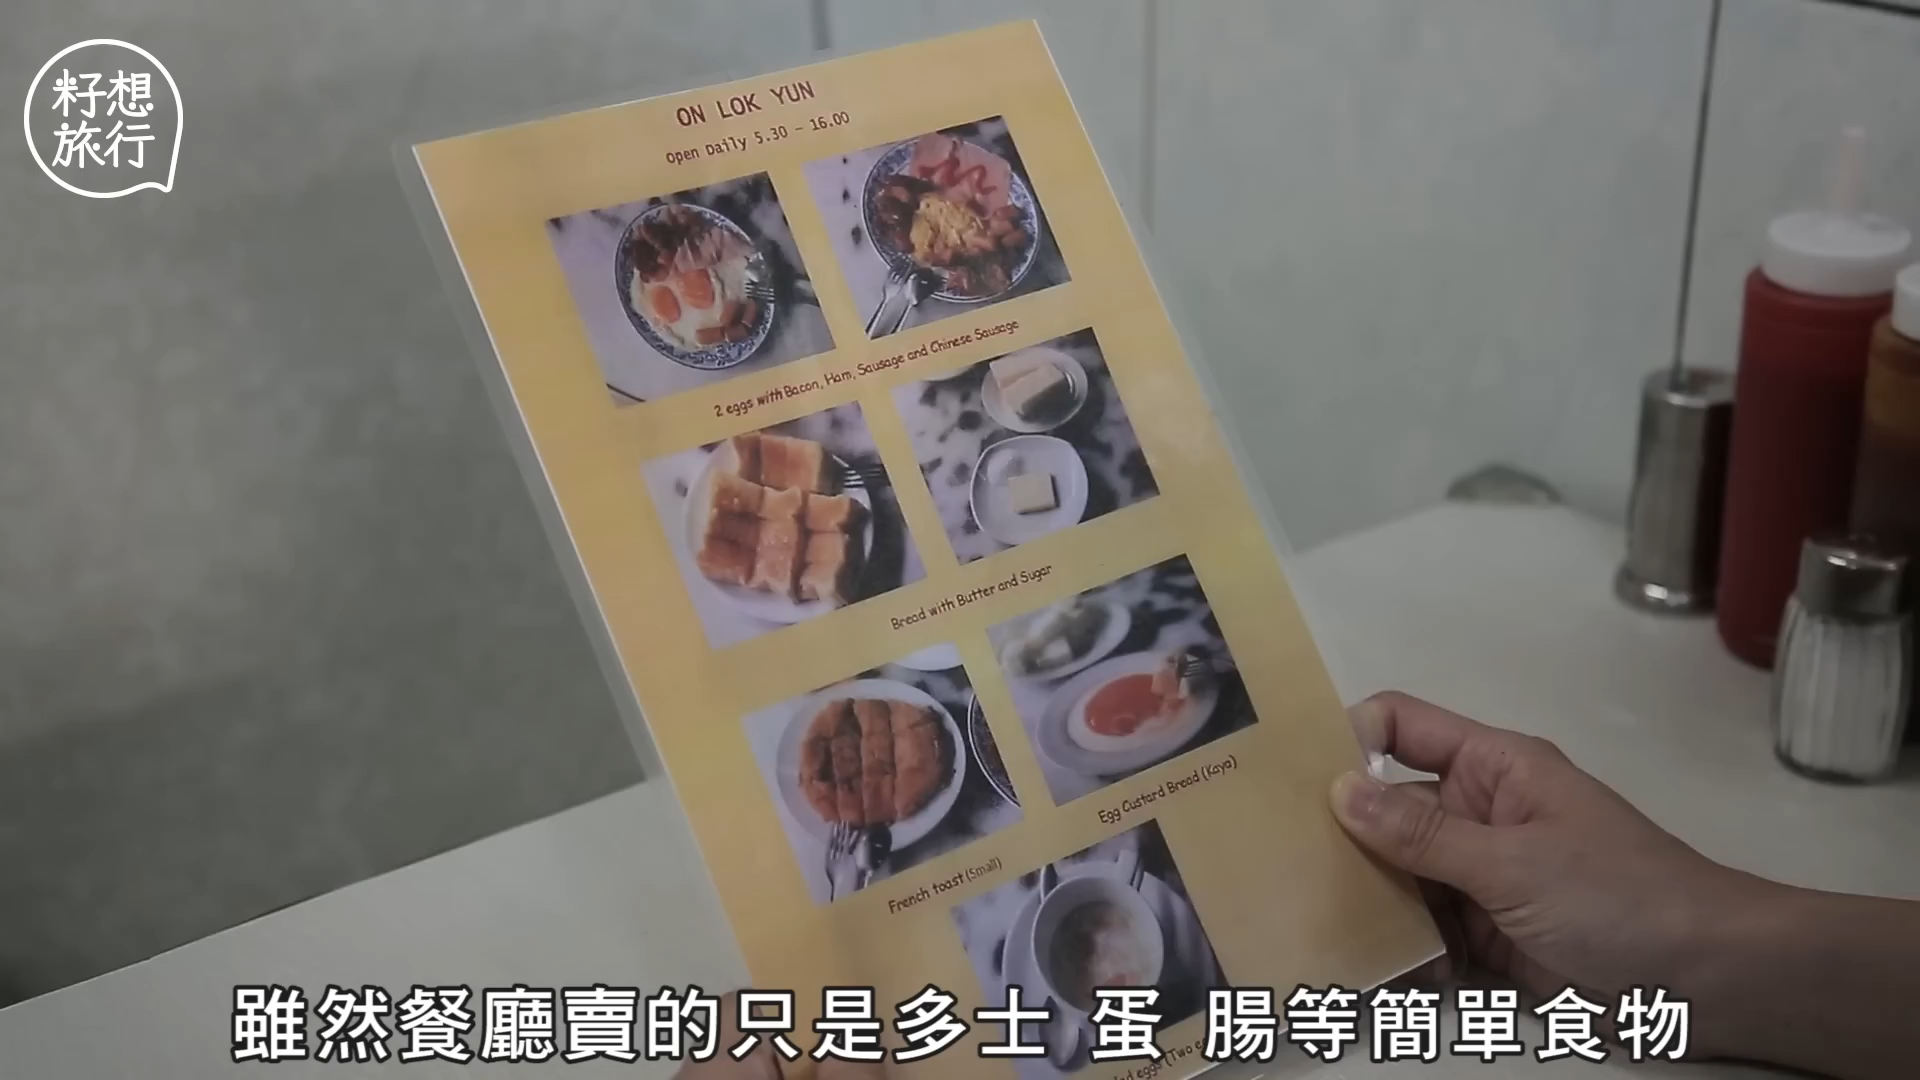 籽想
旅行
ON LOK YUN
Open Daily 5.30 - 16.00
2 eggs with Bacon, Ham, Sausage and Chinese Sausage
Bread with Butter and Sugar
Egg Custard Bread (Kaya)
French toast (Small)
eggs (Two
雖然餐廳賣的只是多士 蛋 腸等簡單食物